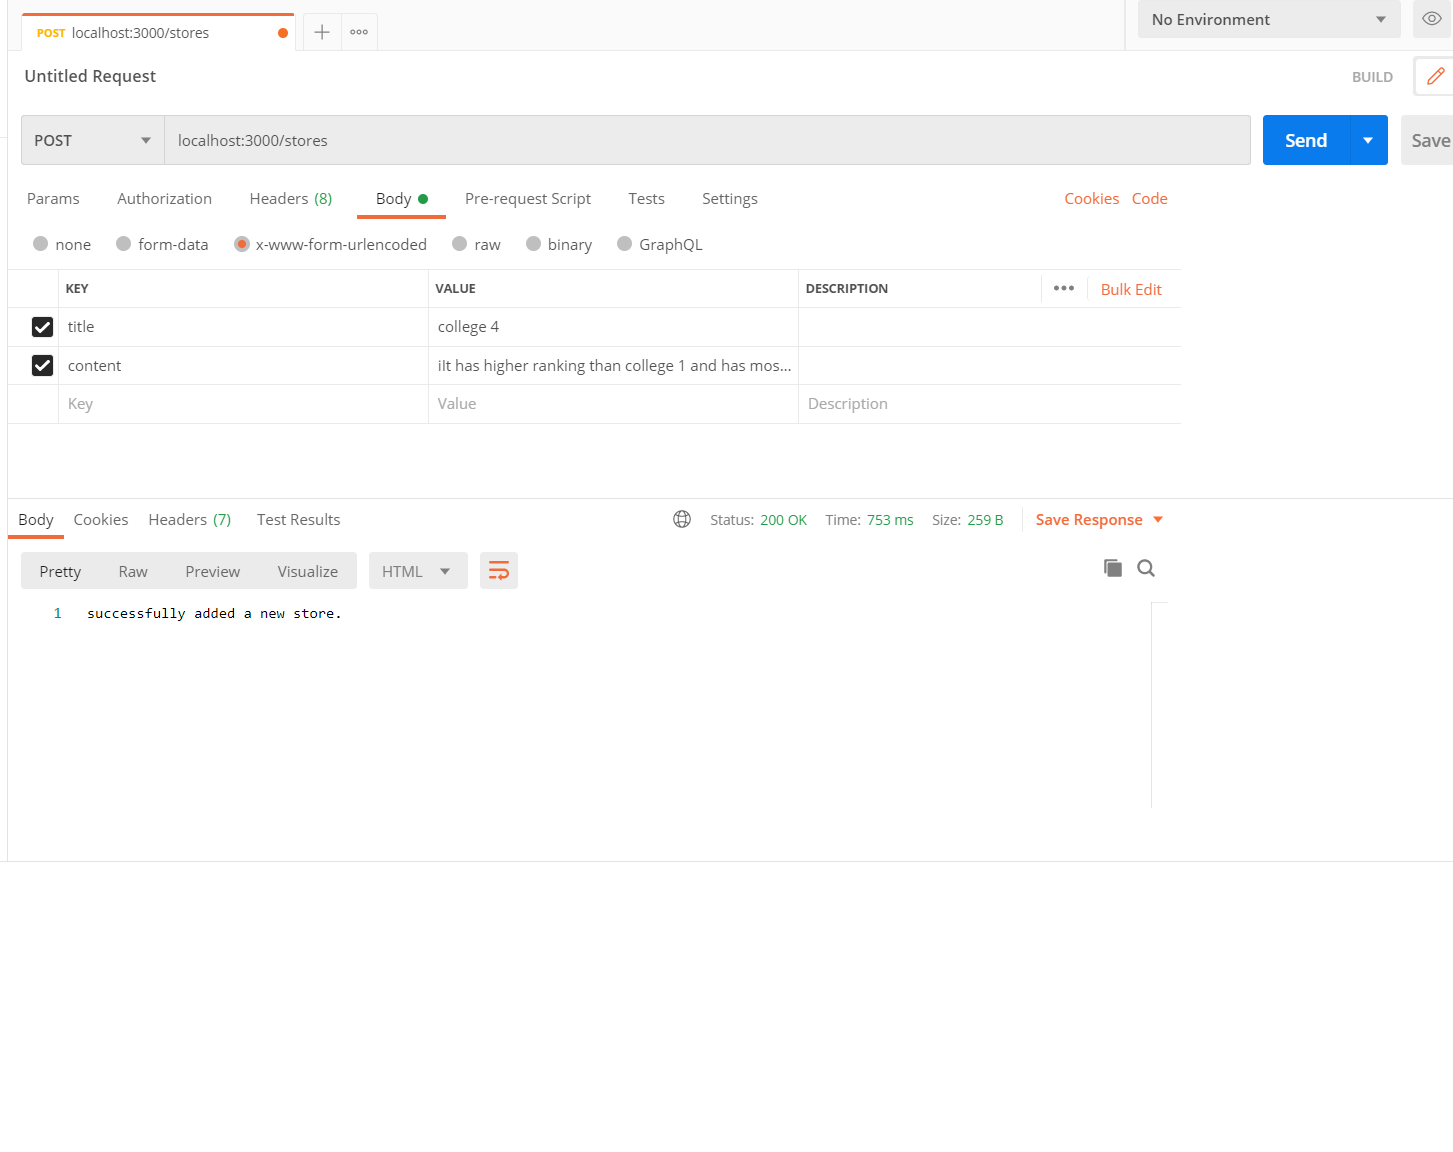 POST localhost:3000/stores
No Environment
Untitled Request
BUILD
POST localhost:3000/stores Send Save
Params Authorization Headers (8) Body Pre-request Script Tests Settings Cookies Code
none form-data x-www-form-urlencoded raw binary GraphQL
KEY VALUE DESCRIPTION ••• Bulk Edit
title college 4
content iIt has higher ranking than college 1 and has mos...
Key Value Description
Body Cookies Headers (7) Test Results Status: 200 OK Time: 753 ms Size: 259 B Save Response
Pretty Raw Preview Visualize HTML
1 successfully added a new store.